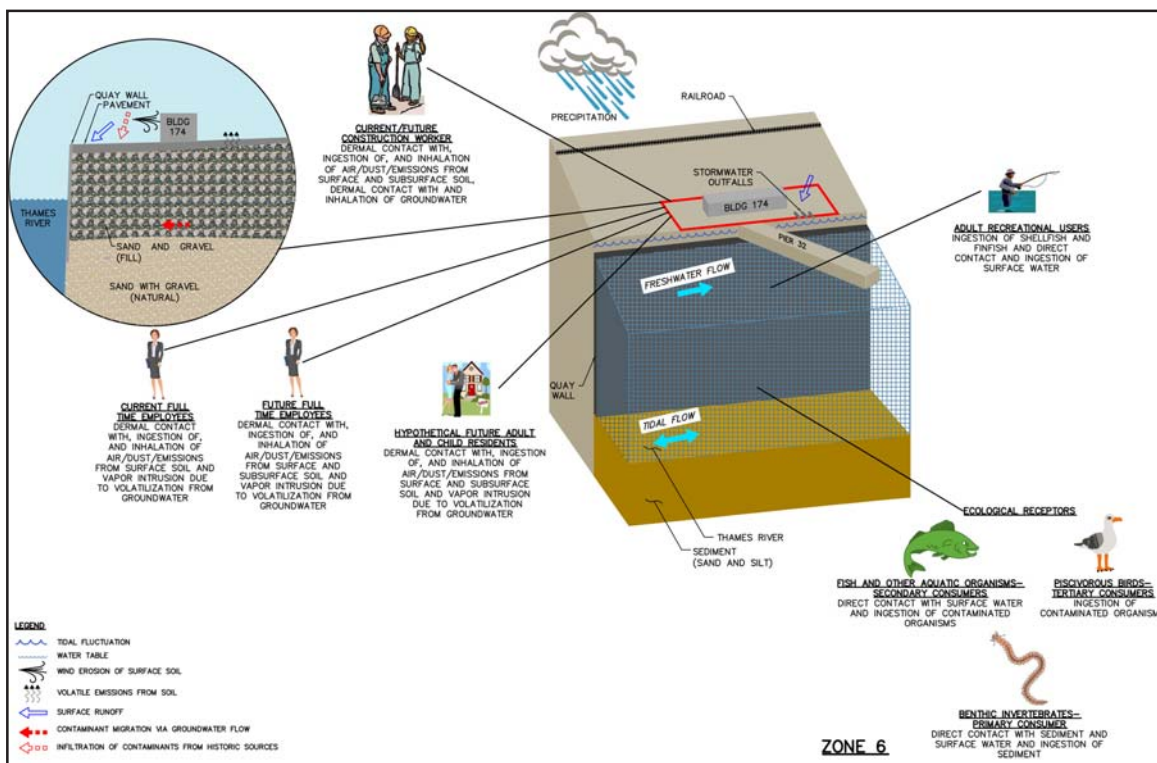 QUAY WALL
PAVEMENT
BLDG
174
THAMES
RIVER
SAND AND GRAVEL
(FILL)
SAND WITH GRAVEL
(NATURAL)
CURRENT/FUTURE
CONSTRUCTION WORKER
DERMAL CONTACT WITH,
INGESTION OF, AND INHALATION
OF AIR/DUST/EMISSIONS FROM
SURFACE AND SUBSURFACE SOIL,
DERMAL CONTACT WITH AND
INHALATION OF GROUNDWATER
PRECIPITATION
RAILROAD
STORMWATER
OUTFALLS
BLDG 174
PIER 32
FRESHWATER FLOW
QUAY
WALL
TIDAL FLOW
THAMES RIVER
SEDIMENT
(SAND AND SILT)
ADULT RECREATIONAL USERS
INGESTION OF SHELLFISH AND
FINFISH AND DIRECT
CONTACT AND INGESTION OF
SURFACE WATER
CURRENT FULL
TIME EMPLOYEES
DERMAL CONTACT
WITH, INGESTION OF,
AND INHALATION OF
AIR/DUST/EMISSIONS
FROM SURFACE SOIL AND
VAPOR INTRUSION DUE
TO VOLATILIZATION FROM
GROUNDWATER
FUTURE FULL
TIME EMPLOYEES
DERMAL CONTACT WITH,
INGESTION OF, AND
INHALATION OF
AIR/DUST/EMISSIONS
FROM SURFACE AND
SUBSURFACE SOIL AND
VAPOR INTRUSION DUE
TO VOLATILIZATION FROM
GROUNDWATER
HYPOTHETICAL FUTURE ADULT
AND CHILD RESIDENTS
DERMAL CONTACT WITH, INGESTION
OF, AND INHALATION OF
AIR/DUST/EMISSIONS FROM
SURFACE AND SUBSURFACE
SOIL AND VAPOR INTRUSION
DUE TO VOLATILIZATION
FROM GROUNDWATER
ECOLOGICAL RECEPTORS
FISH AND OTHER AQUATIC ORGANISMS-
SECONDARY CONSUMERS
DIRECT CONTACT WITH SURFACE WATER
AND INGESTION OF CONTAMINATED
ORGANISMS
PISCIVOROUS BIRDS-
TERTIARY CONSUMERS
INGESTION OF
CONTAMINATED ORGANISM
BENTHIC INVERTEBRATES-
PRIMARY CONSUMER
DIRECT CONTACT WITH SEDIMENT AND
SURFACE WATER AND INGESTION OF
SEDIMENT
LEGEND
TIDAL FLUCTUATION
WATER TABLE
WIND EROSION OF SURFACE SOIL
VOLATILE EMISSIONS FROM SOIL
SURFACE RUNOFF
CONTAMINANT MIGRATION VIA GROUNDWATER FLOW
INFILTRATION OF CONTAMINANTS FROM HISTORIC SOURCES
ZONE 6